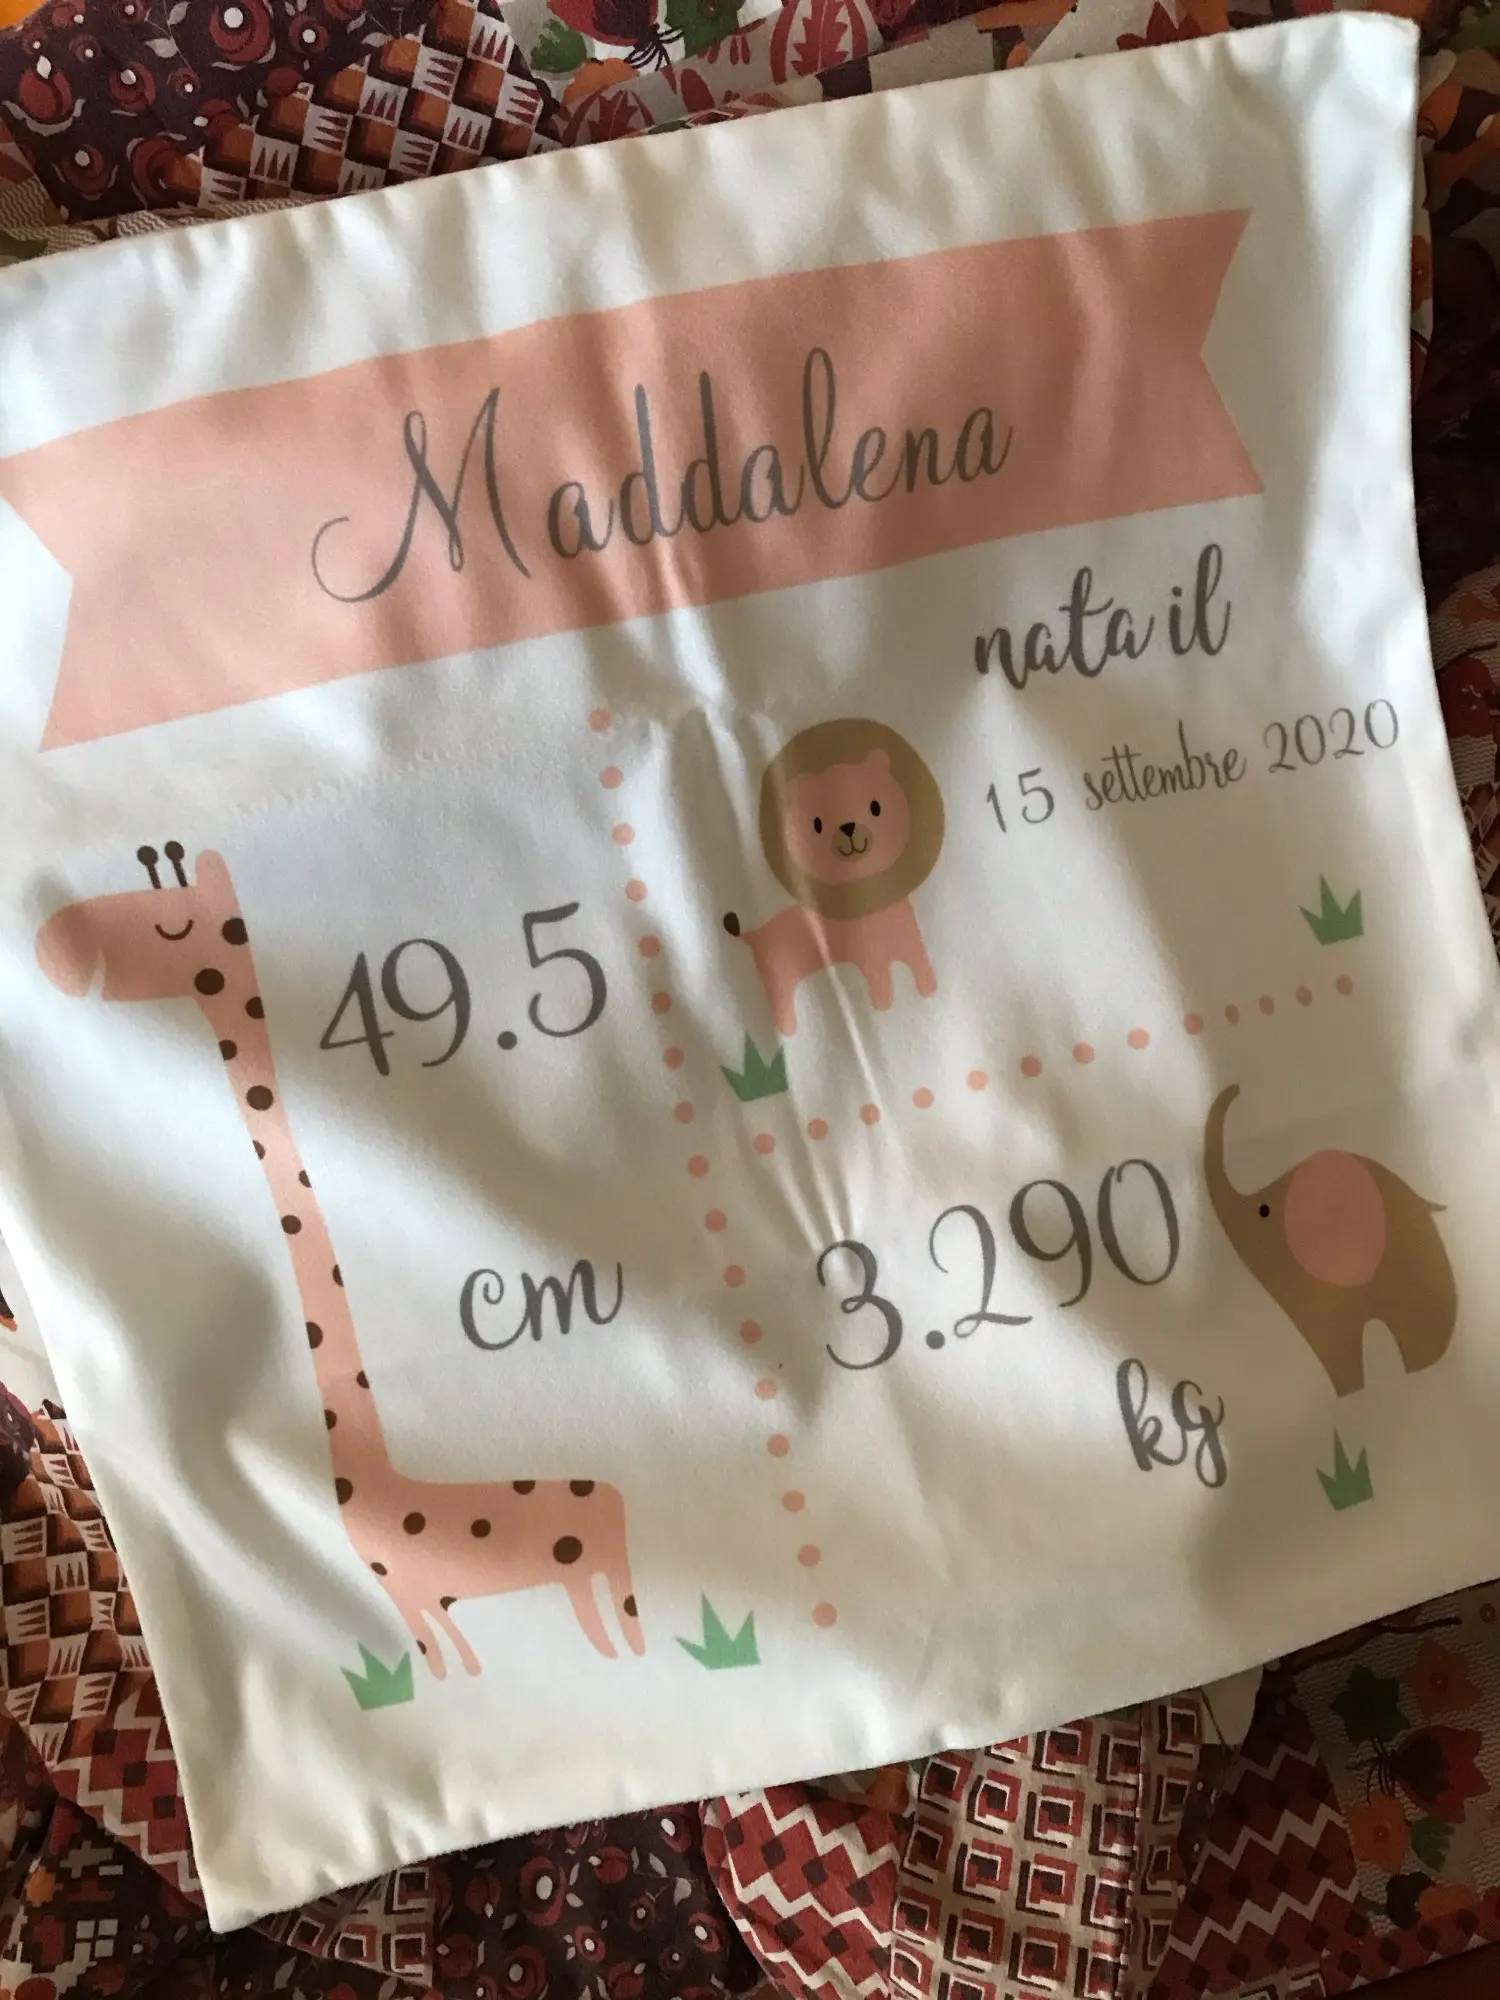 Maddalena
nata il
15 settembre 2020
49.5
cm
3.290
kg